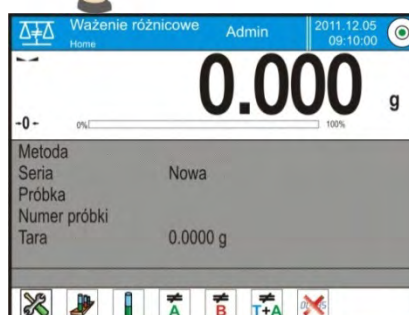 Ważenie różnicowe
Home
Admin
2011.12.05
09:10:00
0.000 g
-0-
0% 100%
Metoda
Seria Nowa
Próbka
Numer próbki
Tara 0.0000 g
≠ A
≠ B
≠ T+A